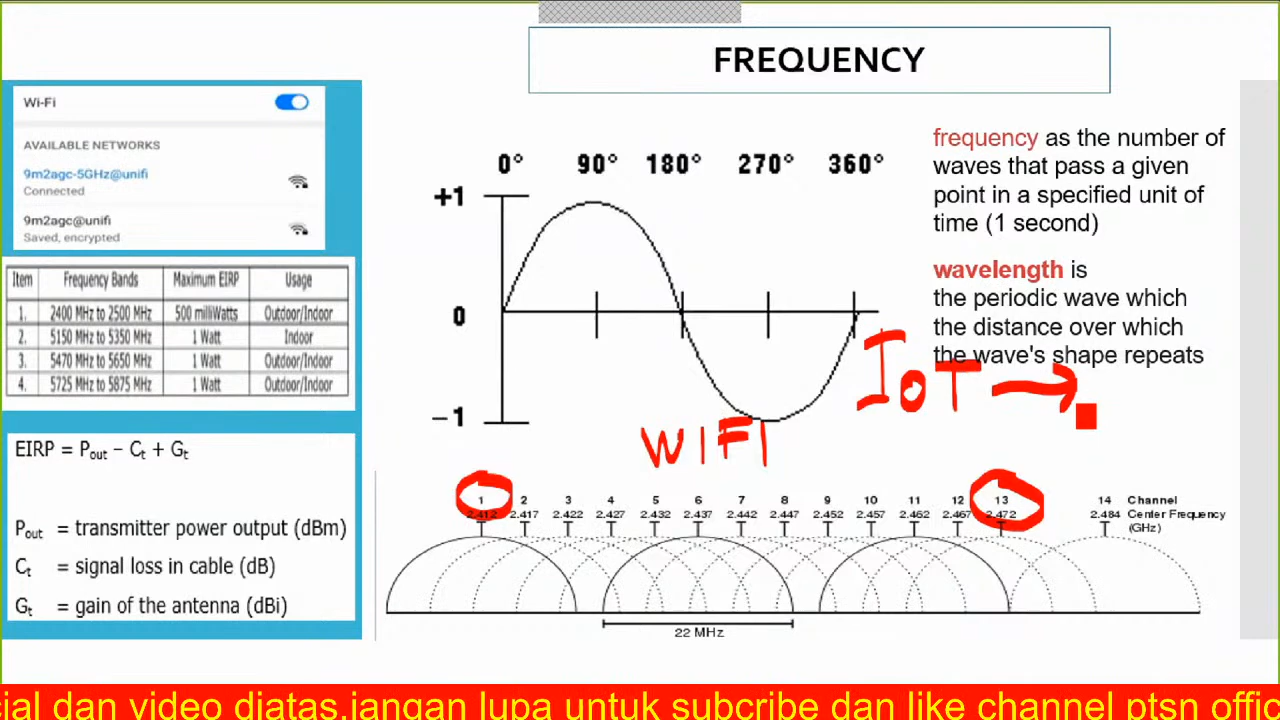 FREQUENCY
Wi-Fi
AVAILABLE NETWORKS
9m2agc-5GHz@unifi
Connected
9m2agc@unifi
Saved, encrypted
Item Frequency Bands Maximum EIRP Usage
1. 2400 MHz to 2500 MHz 500 milliWatts Outdoor/Indoor
2. 5150 MHz to 5350 MHz 1 Watt Indoor
3. 5470 MHz to 5650 MHz 1 Watt Outdoor/Indoor
4. 5725 MHz to 5875 MHz 1 Watt Outdoor/Indoor
EIRP = Pout – Ct + Gt
Pout = transmitter power output (dBm)
Ct = signal loss in cable (dB)
Gt = gain of the antenna (dBi)
0° 90° 180° 270° 360°
+1
0
−1
frequency as the number of
waves that pass a given
point in a specified unit of
time (1 second)
wavelength is
the periodic wave which
the distance over which
the wave's shape repeats
IoT →
WIFI
1 2 3 4 5 6 7 8 9 10 11 12 13 14 Channel
2.412 2.417 2.422 2.427 2.432 2.437 2.442 2.447 2.452 2.457 2.462 2.467 2.472 2.484 Center Frequency
(GHz)
22 MHz
cial dan video diatas,jangan lupa untuk subcribe dan like channel ptsn offic